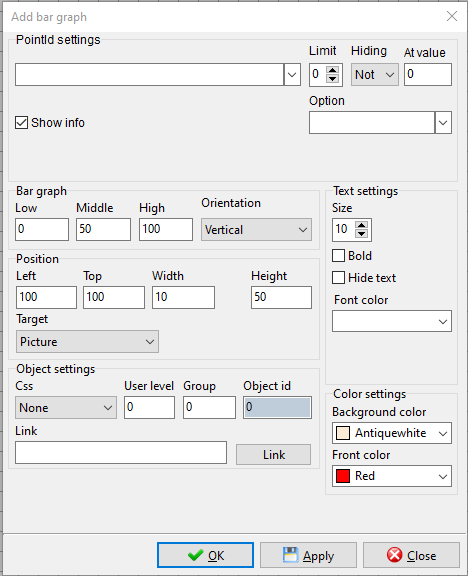 Add bar graph
PointId settings
Limit Hiding At value
0 Not 0
Option
Show info
Bar graph
Low Middle High Orientation
0 50 100 Vertical
Text settings
Size
10
Bold
Hide text
Font color
Position
Left Top Width Height
100 100 10 50
Target
Picture
Object settings
Css User level Group Object id
None 0 0 0
Link
Link
Color settings
Background color
Antiquewhite
Front color
Red
OK Apply Close